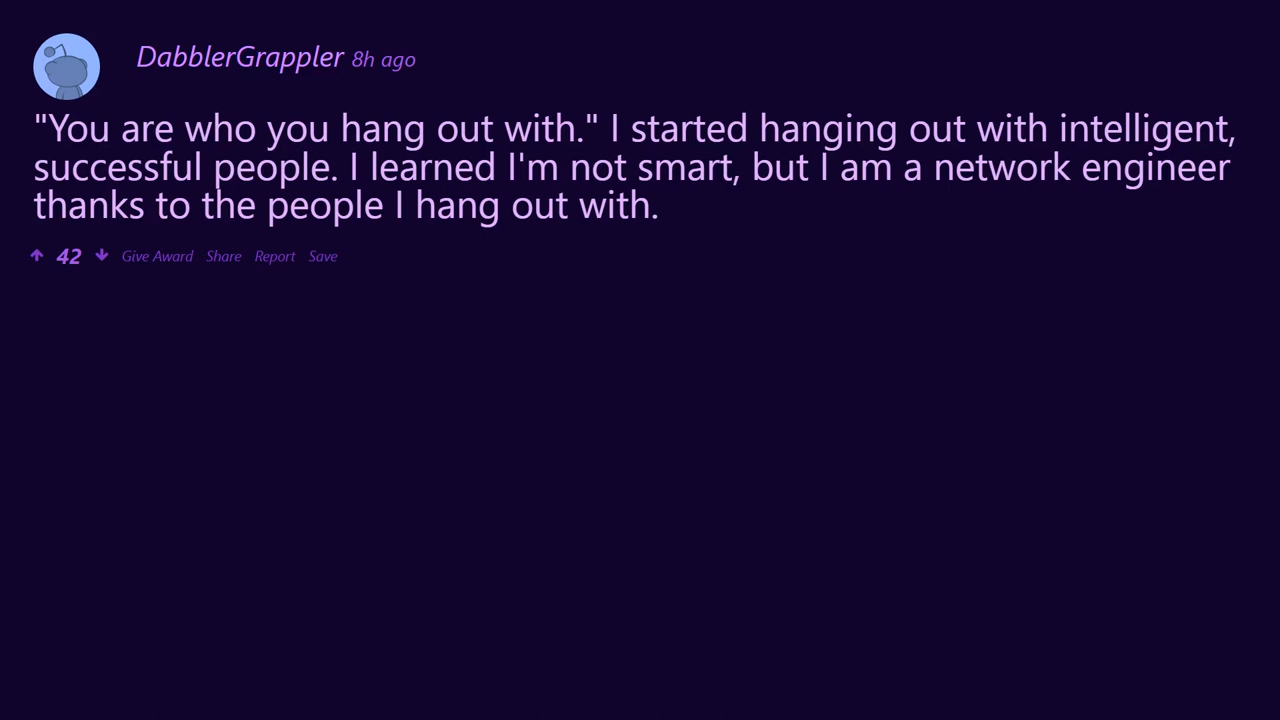 DabblerGrappler 8h ago
"You are who you hang out with." I started hanging out with intelligent,
successful people. I learned I'm not smart, but I am a network engineer
thanks to the people I hang out with.
42 Give Award Share Report Save